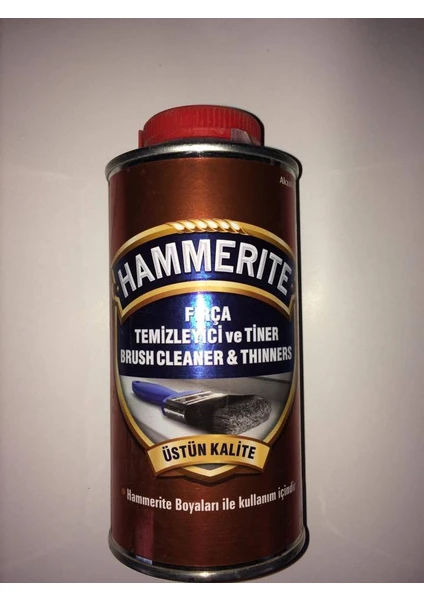 HAMMERITE
FIRÇA
TEMİZLEYİCİ ve TİNER
BRUSH CLEANER & THINNERS
ÜSTÜN KALİTE
Hammerite Boyaları ile kullanım içindir